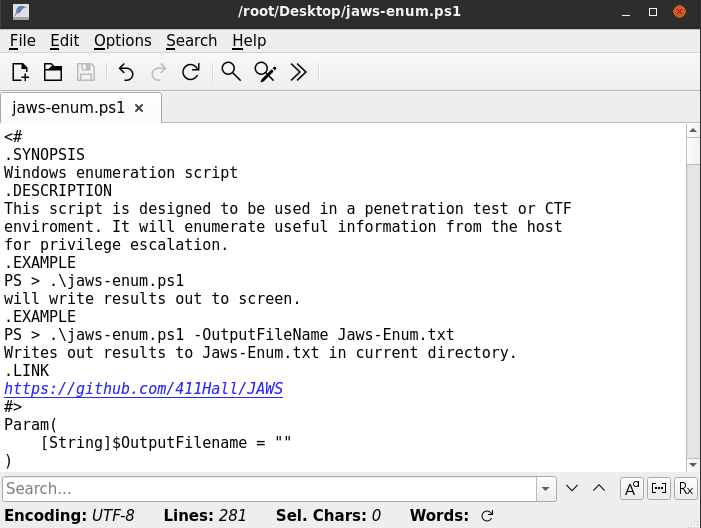 /root/Desktop/jaws-enum.ps1
File Edit Options Search Help
jaws-enum.ps1
<#
.SYNOPSIS
Windows enumeration script
.DESCRIPTION
This script is designed to be used in a penetration test or CTF
enviroment. It will enumerate useful information from the host
for privilege escalation.
.EXAMPLE
PS > .\jaws-enum.ps1
will write results out to screen.
.EXAMPLE
PS > .\jaws-enum.ps1 -OutputFileName Jaws-Enum.txt
Writes out results to Jaws-Enum.txt in current directory.
.LINK
https://github.com/411Hall/JAWS
#>
Param(
    [String]$OutputFilename = ""
)
Search...
Aª
Rx
Encoding: UTF-8 Lines: 281 Sel. Chars: 0 Words: